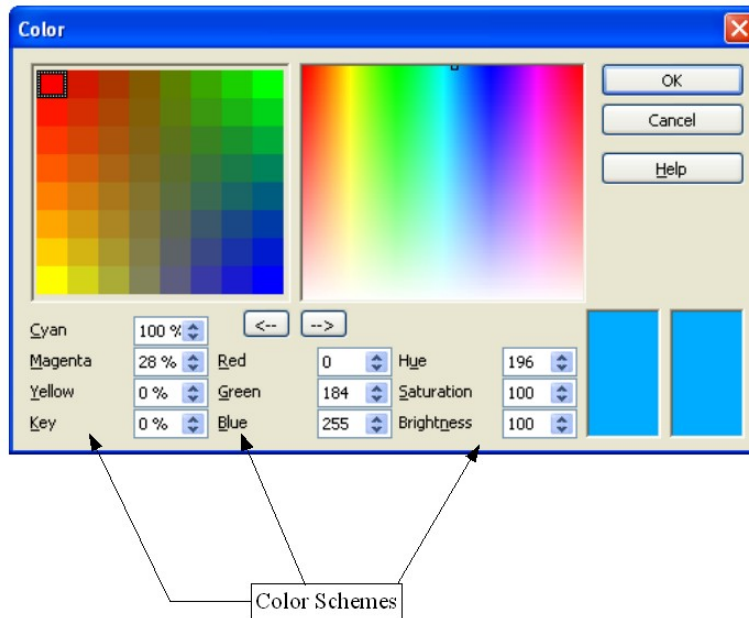 Color
OK
Cancel
Help
<-- -->
Cyan 100 %
Magenta 28 % Red 0 Hue 196
Yellow 0 % Green 184 Saturation 100
Key 0 % Blue 255 Brightness 100
Color Schemes